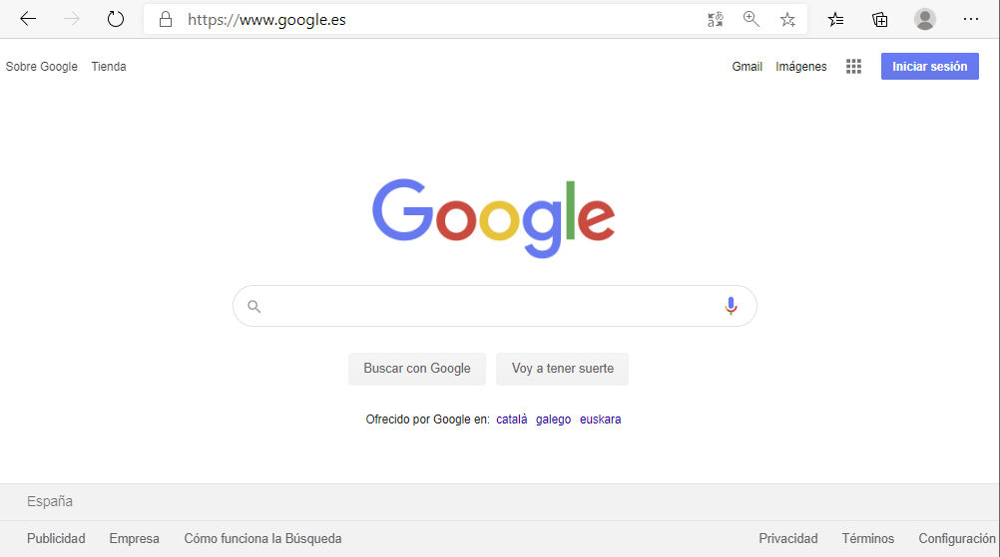 https://www.google.es
Sobre Google Tienda Gmail Imágenes Iniciar sesión
Google
Buscar con Google Voy a tener suerte
Ofrecido por Google en: català galego euskara
España
Publicidad Empresa Cómo funciona la Búsqueda Privacidad Términos Configuración